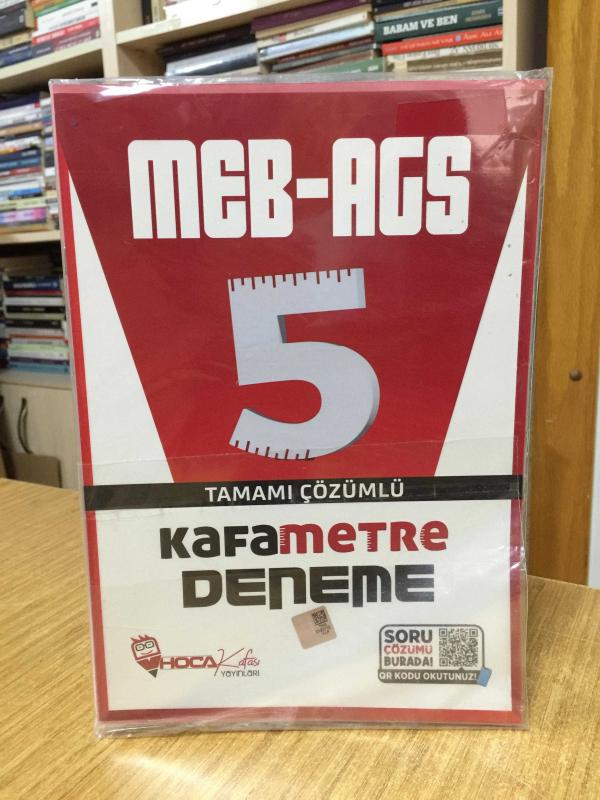 BABAM VE BEN
MEB-AGS
5
TAMAMI ÇÖZÜMLÜ
KAFAMETRE
DENEME
HOCA Kafası
YAYINLARI
SORU
ÇÖZÜMÜ
BURADA!
QR KODU OKUTUNUZ!